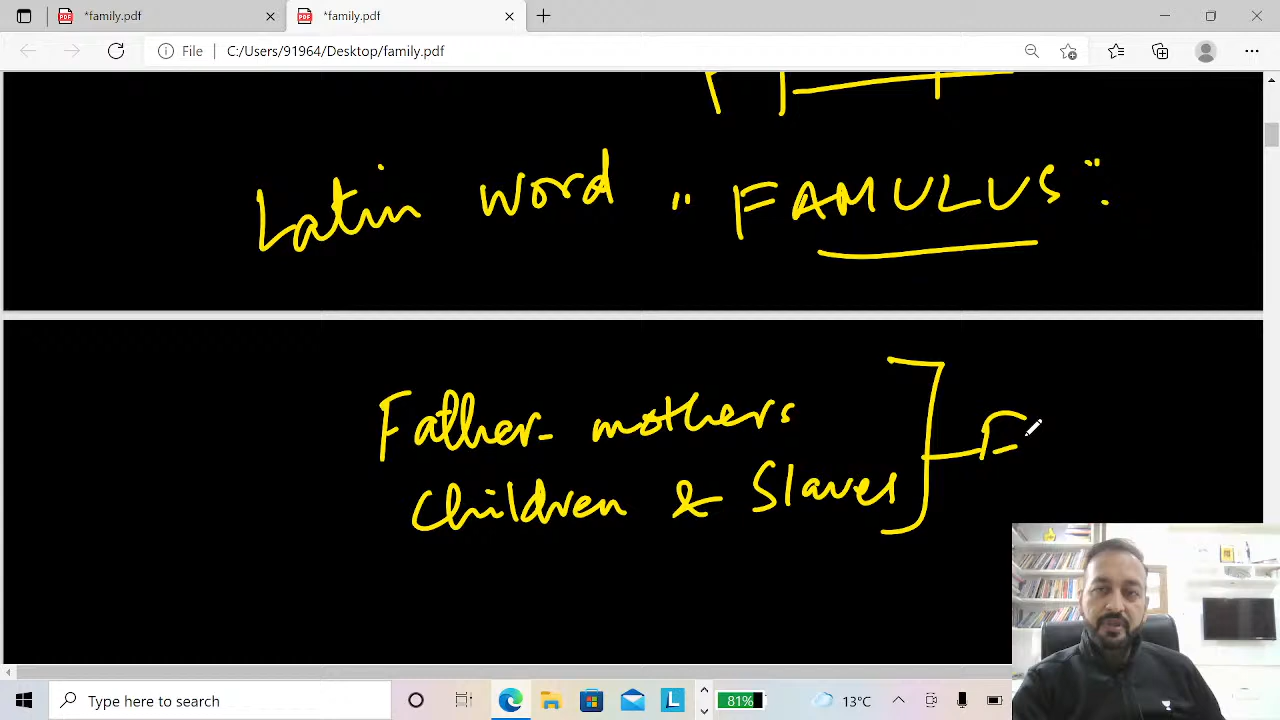 *family.pdf
*family.pdf
File
C:/Users/91964/Desktop/family.pdf
Latin word "FAMULUS".
Father- mothers
children & Slaves
F
Type here to search
L
81%
13°C